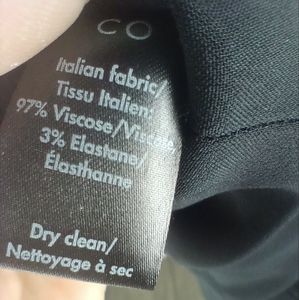 CO
Italian fabric/
Tissu Italien:
97% Viscose/Viscose
3% Elastane/
Élasthanne
Dry clean/
Nettoyage à sec